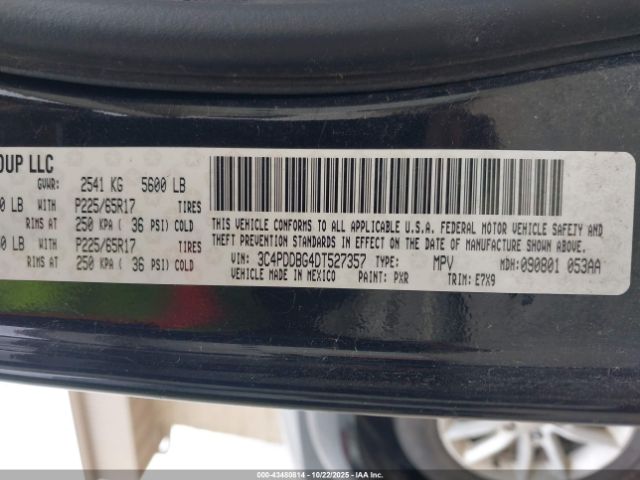 OUP LLC
GVWR: 2541 KG 5600 LB
0 LB WITH P225/65R17 TIRES
RIMS AT 250 KPA ( 36 PSI) COLD
0 LB WITH P225/65R17 TIRES
RIMS AT 250 KPA ( 36 PSI) COLD
THIS VEHICLE CONFORMS TO ALL APPLICABLE U.S.A. FEDERAL MOTOR VEHICLE SAFETY AND
THEFT PREVENTION STANDARDS IN EFFECT ON THE DATE OF MANUFACTURE SHOWN ABOVE.
VIN: 3C4PDDBG4DT527357 TYPE: MPV MDH: 090801 053AA
VEHICLE MADE IN MEXICO PAINT: PXR TRIM: E7X9
000-43480814 | 10/22/2025 | IAA Inc.